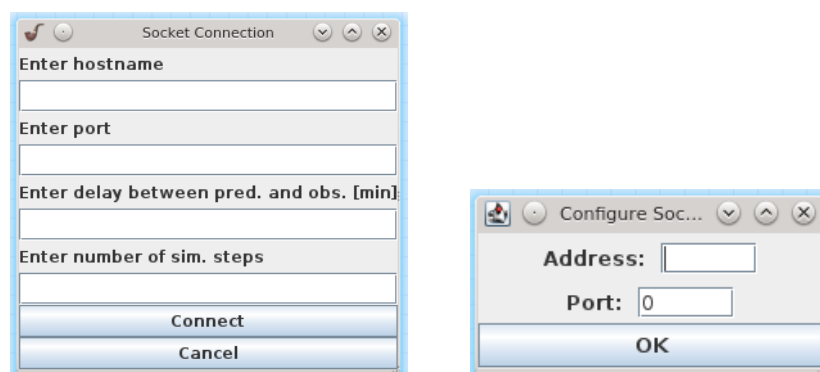 Socket Connection
Enter hostname
Enter port
Enter delay between pred. and obs. [min]
Enter number of sim. steps
Connect
Cancel
Configure Soc...
Address:
Port: 0
OK